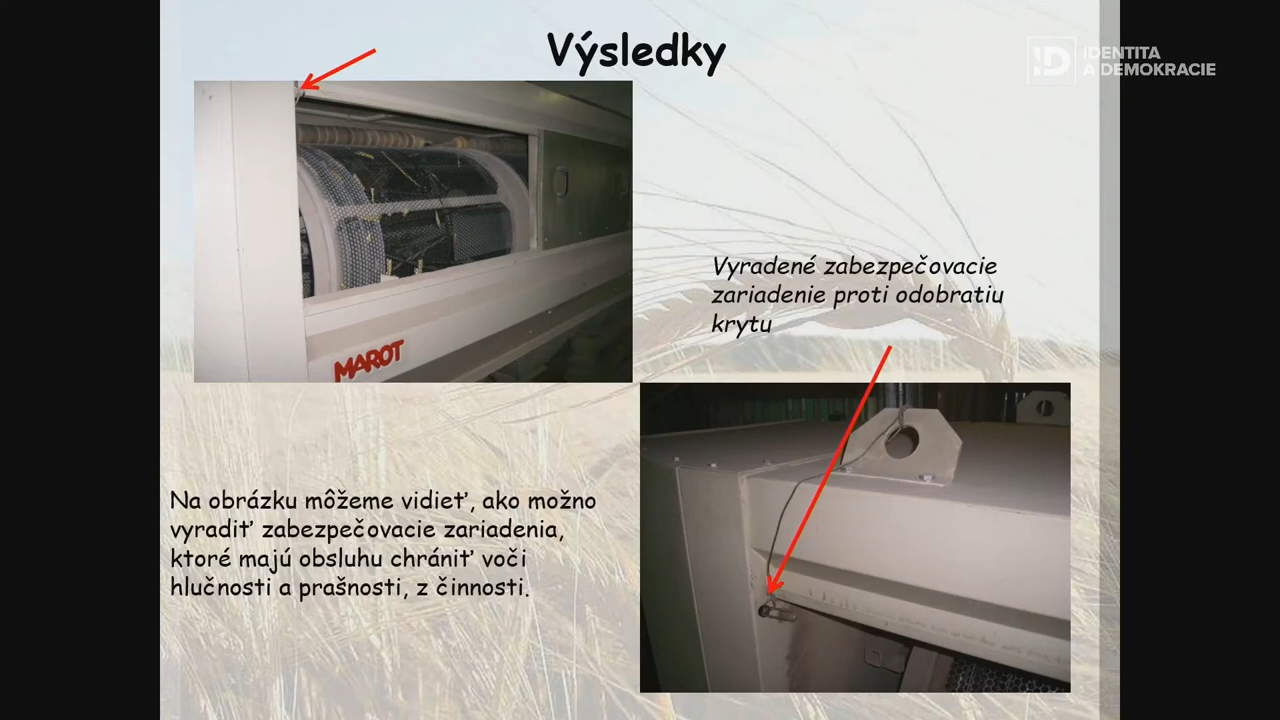 Výsledky
IDENTITA
A DEMOKRACIE
MAROT
Vyradené zabezpečovacie
zariadenie proti odobratiu
krytu
Na obrázku môžeme vidieť, ako možno
vyradiť zabezpečovacie zariadenia,
ktoré majú obsluhu chrániť voči
hlučnosti a prašnosti, z činnosti.